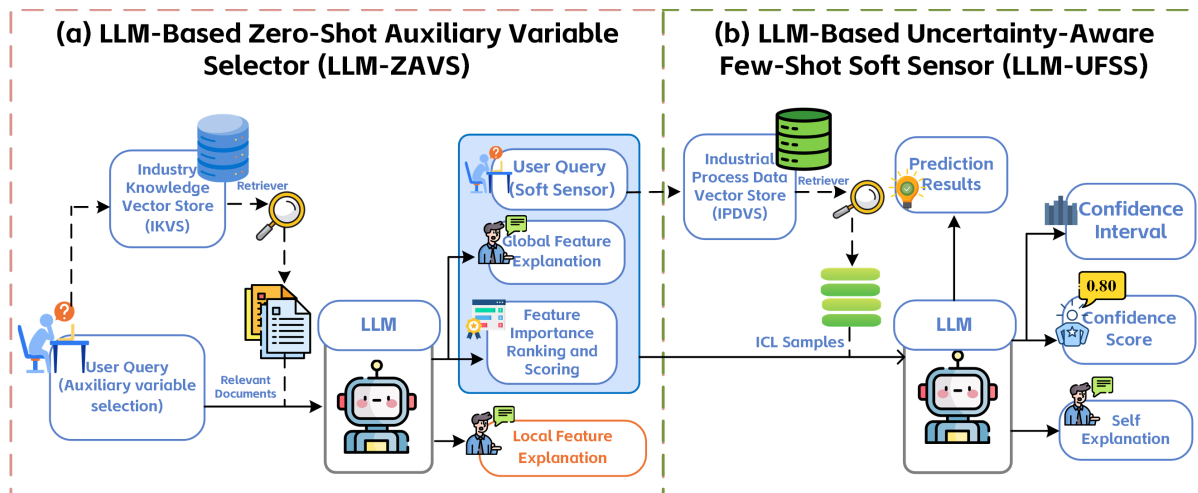 (a) LLM-Based Zero-Shot Auxiliary Variable
Selector (LLM-ZAVS)
Industry
Knowledge
Vector Store
(IKVS)
Retriever
User Query
(Auxiliary variable
selection)
Relevant
Documents
LLM
User Query
(Soft Sensor)
Global Feature
Explanation
Feature
Importance
Ranking and
Scoring
Local Feature
Explanation
(b) LLM-Based Uncertainty-Aware
Few-Shot Soft Sensor (LLM-UFSS)
Industrial
Process Data
Vector Store
(IPDVS)
Retriever
ICL Samples
Prediction
Results
LLM
Confidence
Interval
0.80
Confidence
Score
Self
Explanation